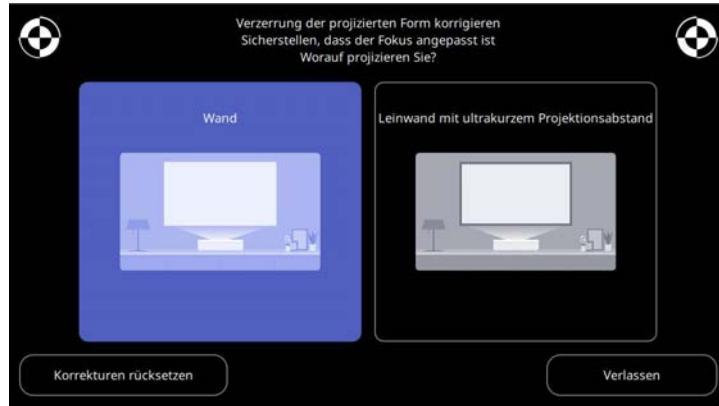 Verzerrung der projizierten Form korrigieren
Sicherstellen, dass der Fokus angepasst ist
Worauf projizieren Sie?
Wand
Leinwand mit ultrakurzem Projektionsabstand
Korrekturen rücksetzen
Verlassen